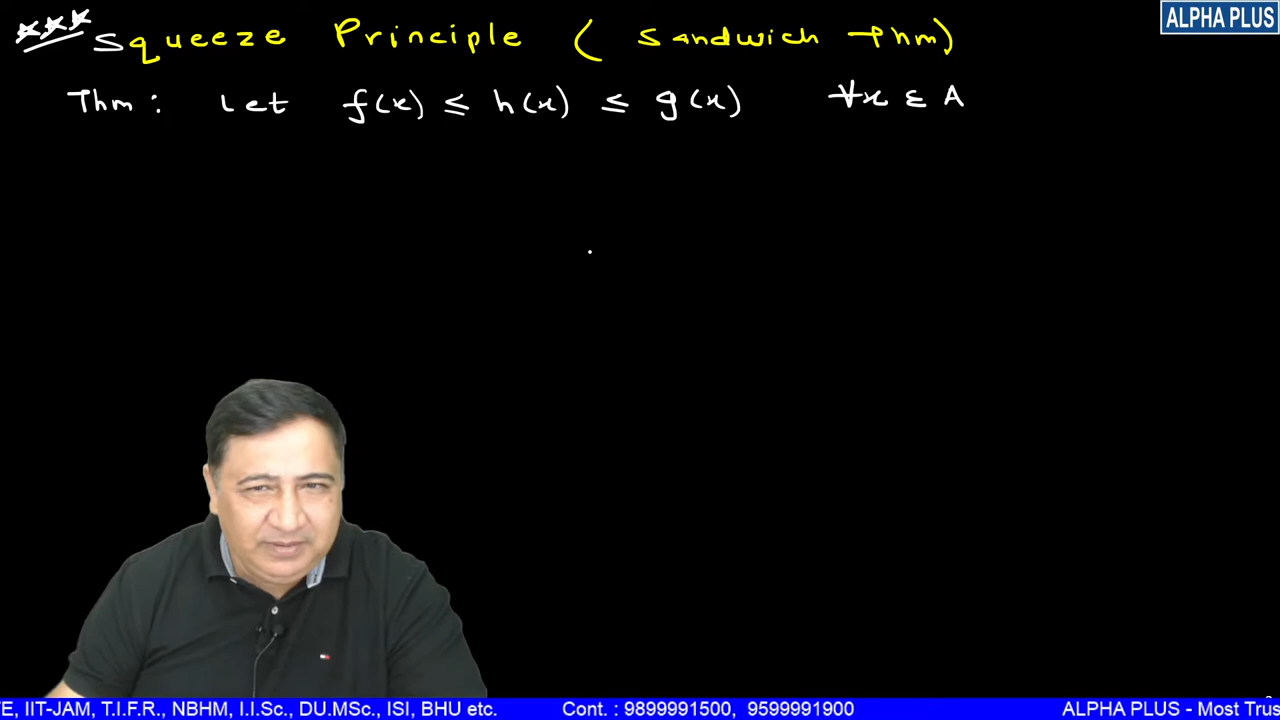 *** Squeeze Principle (Sandwich Thm)
ALPHA PLUS
Thm: Let f(x) ≤ h(x) ≤ g(x) ∀x ε A
E, IIT-JAM, T.I.F.R., NBHM, I.I.Sc., DU.MSc., ISI, BHU etc. Cont. : 9899991500, 9599991900 ALPHA PLUS - Most Trus